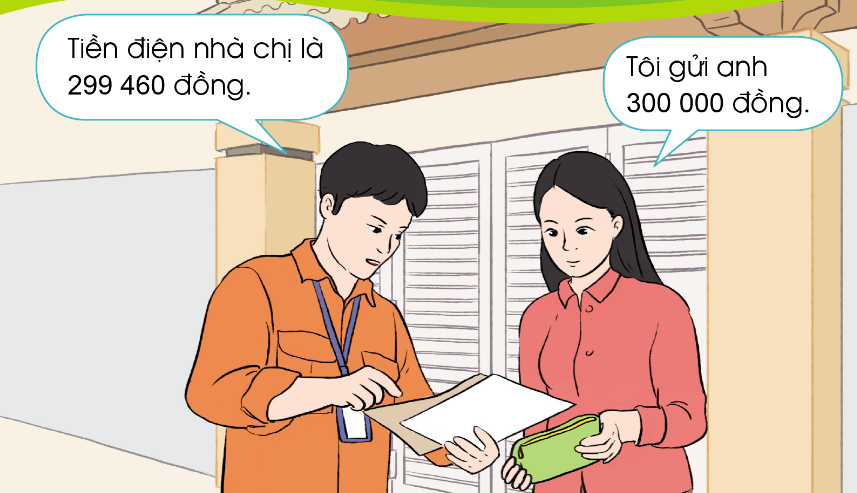 Tiền điện nhà chị là
299 460 đồng.
Tôi gửi anh
300 000 đồng.